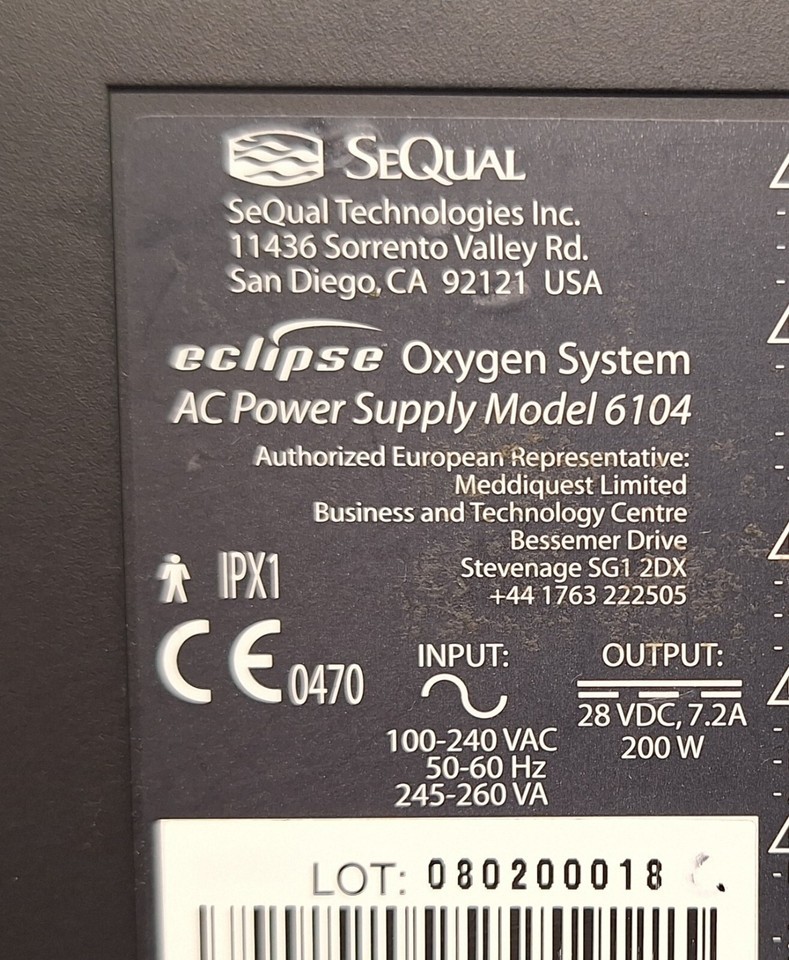 SEQUAL
SeQual Technologies Inc.
11436 Sorrento Valley Rd.
San Diego, CA 92121 USA
eclipse Oxygen System
AC Power Supply Model 6104
Authorized European Representative:
Meddiquest Limited
Business and Technology Centre
Bessemer Drive
Stevenage SG1 2DX
+44 1763 222505
IPX1
CE 0470
INPUT:
100-240 VAC
50-60 Hz
245-260 VA
OUTPUT:
28 VDC, 7.2A
200 W
LOT: 080200018